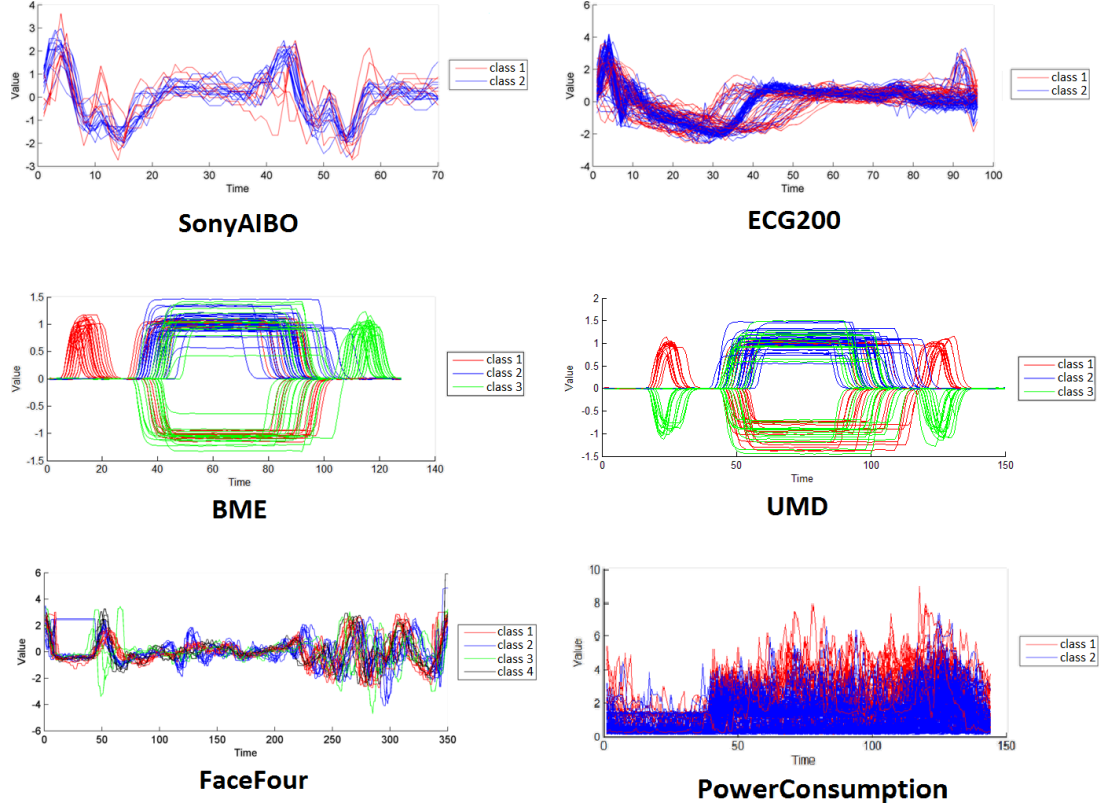 4
3
2
1
0
-1
-2
-3
Value
0 10 20 30 40 50 60 70
Time
class 1
class 2
SonyAIBO
6
4
2
0
-2
-4
Value
0 10 20 30 40 50 60 70 80 90 100
Time
class 1
class 2
ECG200
1.5
1
0.5
0
-0.5
-1
-1.5
Value
0 20 40 60 80 100 120 140
Time
class 1
class 2
class 3
BME
2
1.5
1
0.5
0
-0.5
-1
-1.5
Value
0 50 100 150
Time
class 1
class 2
class 3
UMD
6
4
2
0
-2
-4
-6
Value
0 50 100 150 200 250 300 350
Time
class 1
class 2
class 3
class 4
FaceFour
10
8
6
4
2
0
Value
0 50 100 150
Time
class 1
class 2
PowerConsumption